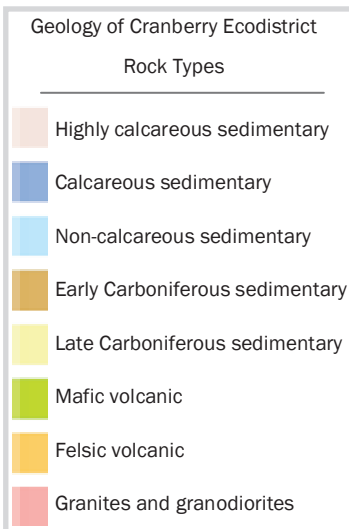 Geology of Cranberry Ecodistrict
Rock Types
Highly calcareous sedimentary
Calcareous sedimentary
Non-calcareous sedimentary
Early Carboniferous sedimentary
Late Carboniferous sedimentary
Mafic volcanic
Felsic volcanic
Granites and granodiorites